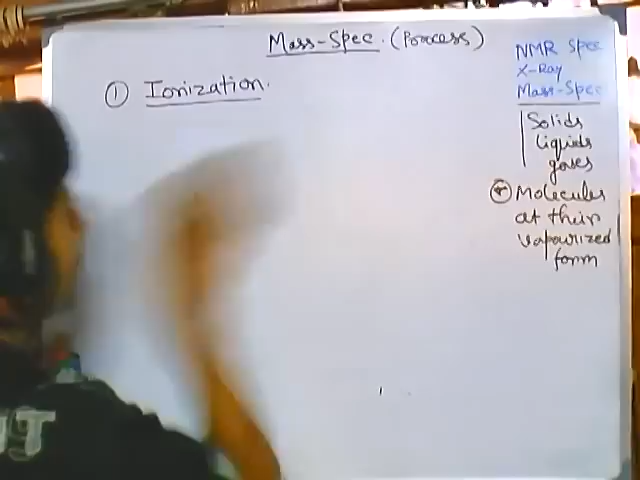 Mass-Spec. (Process)
① Ionization.
NMR Spec
X-Ray
Mass-Spec
Solids
liquids
gases
* Molecules
at their
vapourized
form